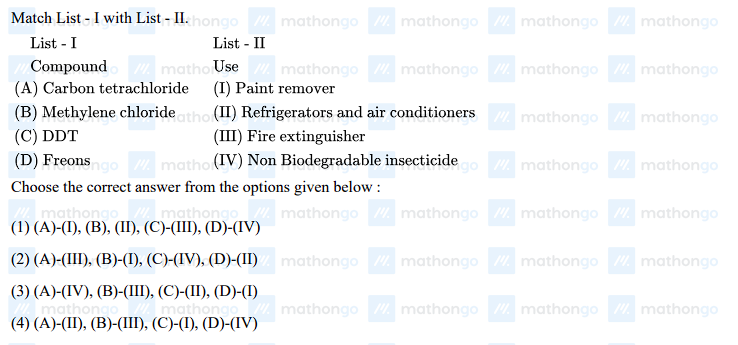 Match List - I with List - II.
List - I List - II
Compound Use
(A) Carbon tetrachloride (I) Paint remover
(B) Methylene chloride (II) Refrigerators and air conditioners
(C) DDT (III) Fire extinguisher
(D) Freons (IV) Non Biodegradable insecticide
Choose the correct answer from the options given below :
(1) (A)-(I), (B), (II), (C)-(III), (D)-(IV)
(2) (A)-(III), (B)-(I), (C)-(IV), (D)-(II)
(3) (A)-(IV), (B)-(III), (C)-(II), (D)-(I)
(4) (A)-(II), (B)-(III), (C)-(I), (D)-(IV)